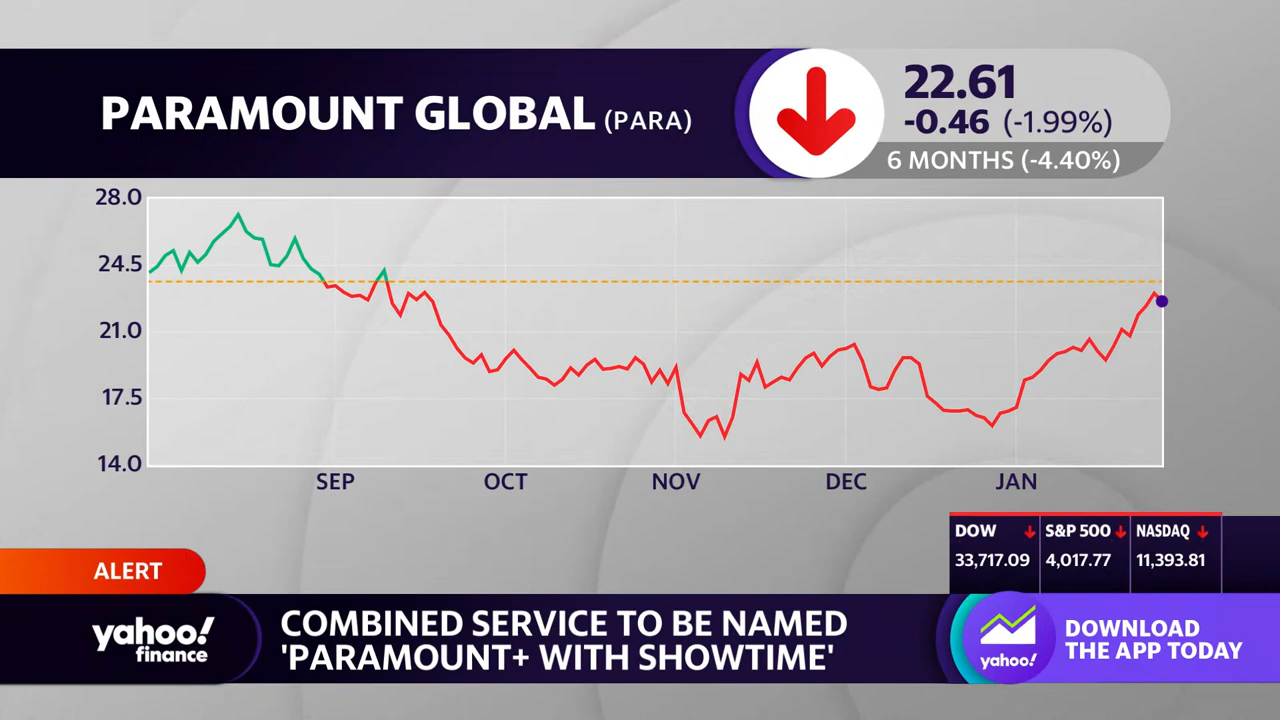 PARAMOUNT GLOBAL (PARA)
22.61
-0.46 (-1.99%)
6 MONTHS (-4.40%)
28.0
24.5
21.0
17.5
14.0
SEP OCT NOV DEC JAN
DOW S&P 500 NASDAQ
33,717.09 4,017.77 11,393.81
ALERT
yahoo!
finance
COMBINED SERVICE TO BE NAMED
'PARAMOUNT+ WITH SHOWTIME'
yahoo!
DOWNLOAD
THE APP TODAY